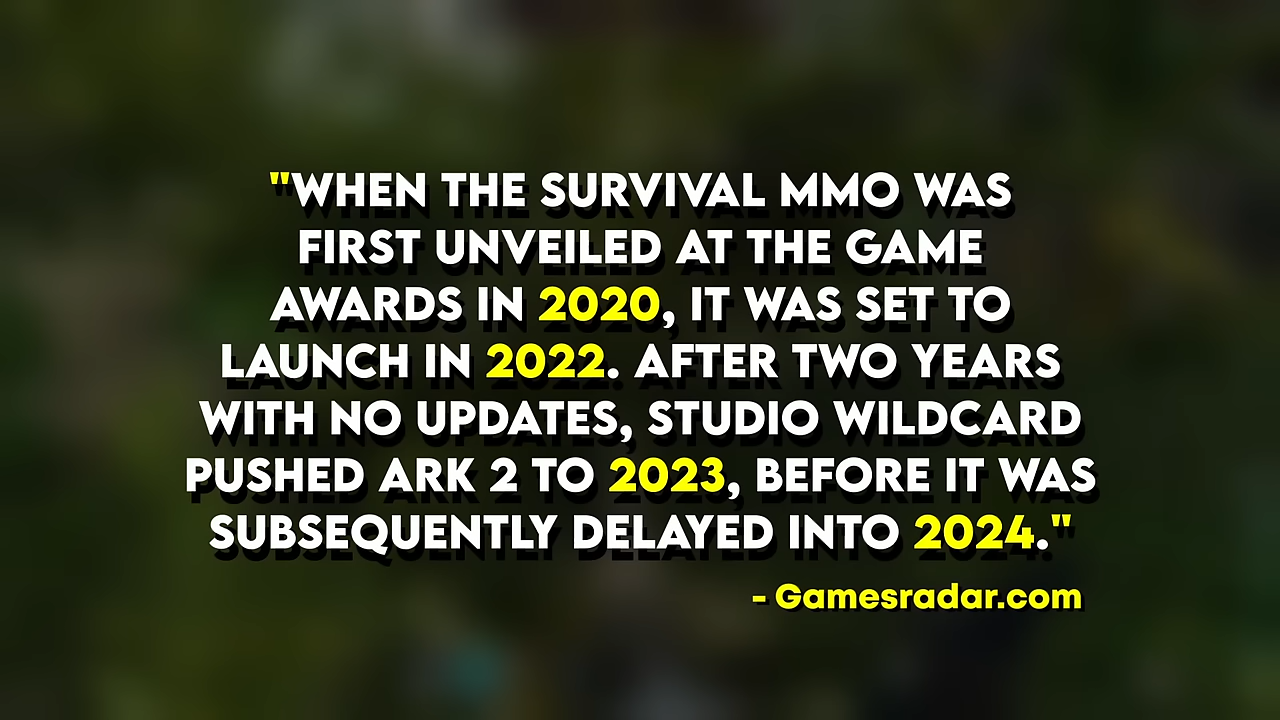 "WHEN THE SURVIVAL MMO WAS
FIRST UNVEILED AT THE GAME
AWARDS IN 2020, IT WAS SET TO
LAUNCH IN 2022. AFTER TWO YEARS
WITH NO UPDATES, STUDIO WILDCARD
PUSHED ARK 2 TO 2023, BEFORE IT WAS
SUBSEQUENTLY DELAYED INTO 2024."
- Gamesradar.com